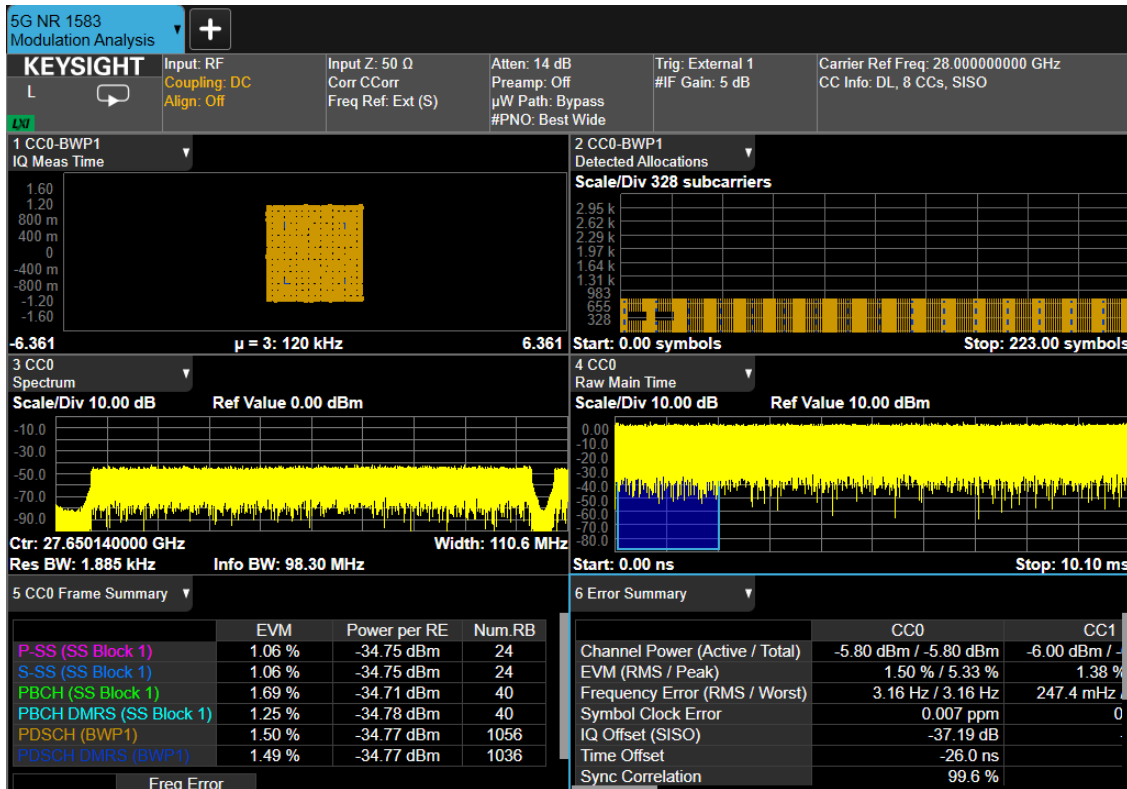 5G NR 1583
Modulation Analysis
+
KEYSIGHT
L
LXI
Input: RF
Coupling: DC
Align: Off
Input Z: 50 Ω
Corr CCorr
Freq Ref: Ext (S)
Atten: 14 dB
Preamp: Off
µW Path: Bypass
#PNO: Best Wide
Trig: External 1
#IF Gain: 5 dB
Carrier Ref Freq: 28.000000000 GHz
CC Info: DL, 8 CCs, SISO
1 CC0-BWP1
IQ Meas Time
1.60
1.20
800 m
400 m
0
-400 m
-800 m
-1.20
-1.60
-6.361 µ = 3: 120 kHz 6.361
2 CC0-BWP1
Detected Allocations
Scale/Div 328 subcarriers
2.95 k
2.62 k
2.29 k
1.97 k
1.64 k
1.31 k
983
655
328
Start: 0.00 symbols Stop: 223.00 symbols
3 CC0
Spectrum
Scale/Div 10.00 dB Ref Value 0.00 dBm
-10.0
-30.0
-50.0
-70.0
-90.0
Ctr: 27.650140000 GHz Width: 110.6 MHz
Res BW: 1.885 kHz Info BW: 98.30 MHz
4 CC0
Raw Main Time
Scale/Div 10.00 dB Ref Value 10.00 dBm
0.00
-10.0
-20.0
-30.0
-40.0
-50.0
-60.0
-70.0
-80.0
Start: 0.00 ns Stop: 10.10 ms
5 CC0 Frame Summary
EVM Power per RE Num.RB
P-SS (SS Block 1) 1.06 % -34.75 dBm 24
S-SS (SS Block 1) 1.06 % -34.75 dBm 24
PBCH (SS Block 1) 1.69 % -34.71 dBm 40
PBCH DMRS (SS Block 1) 1.25 % -34.78 dBm 40
PDSCH (BWP1) 1.50 % -34.77 dBm 1056
PDSCH DMRS (BWP1) 1.49 % -34.77 dBm 1036
Freq Error
6 Error Summary
CC0 CC1
Channel Power (Active / Total) -5.80 dBm / -5.80 dBm -6.00 dBm / -
EVM (RMS / Peak) 1.50 % / 5.33 % 1.38 %
Frequency Error (RMS / Worst) 3.16 Hz / 3.16 Hz 247.4 mHz /
Symbol Clock Error 0.007 ppm 0
IQ Offset (SISO) -37.19 dB -
Time Offset -26.0 ns
Sync Correlation 99.6 %